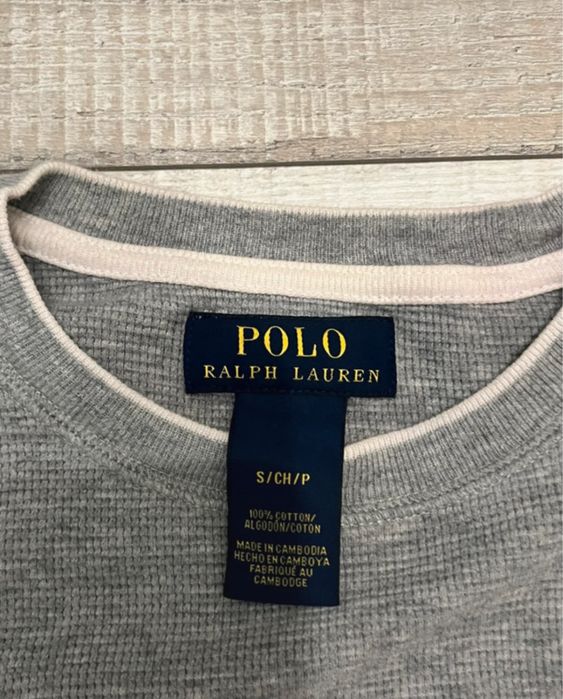 POLO
RALPH LAUREN
S/CH/P
100% COTTON/
ALGODÓN/COTON
MADE IN CAMBODIA
HECHO EN CAMBOYA
FABRIQUÉ AU
CAMBODGE